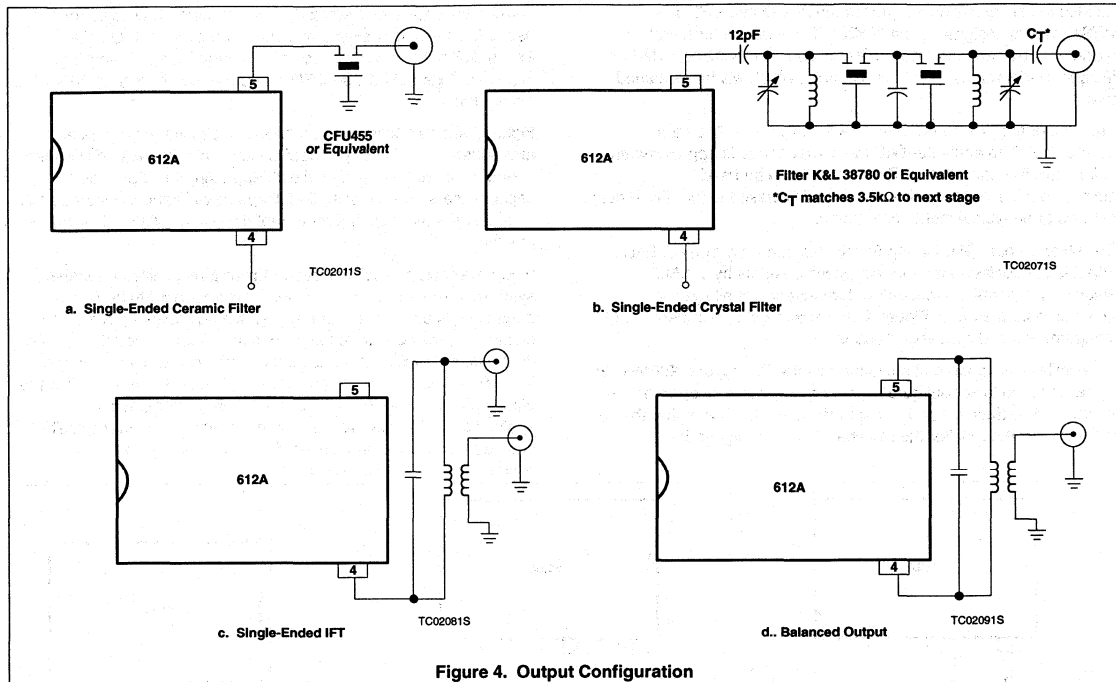 5
612A
4
CFU455
or Equivalent
TC02011S
a. Single-Ended Ceramic Filter
12pF
CT*
5
612A
4
Filter K&L 38780 or Equivalent
*CT matches 3.5kΩ to next stage
TC02071S
b. Single-Ended Crystal Filter
5
612A
4
TC02081S
c. Single-Ended IFT
5
612A
4
TC02091S
d.. Balanced Output
Figure 4. Output Configuration